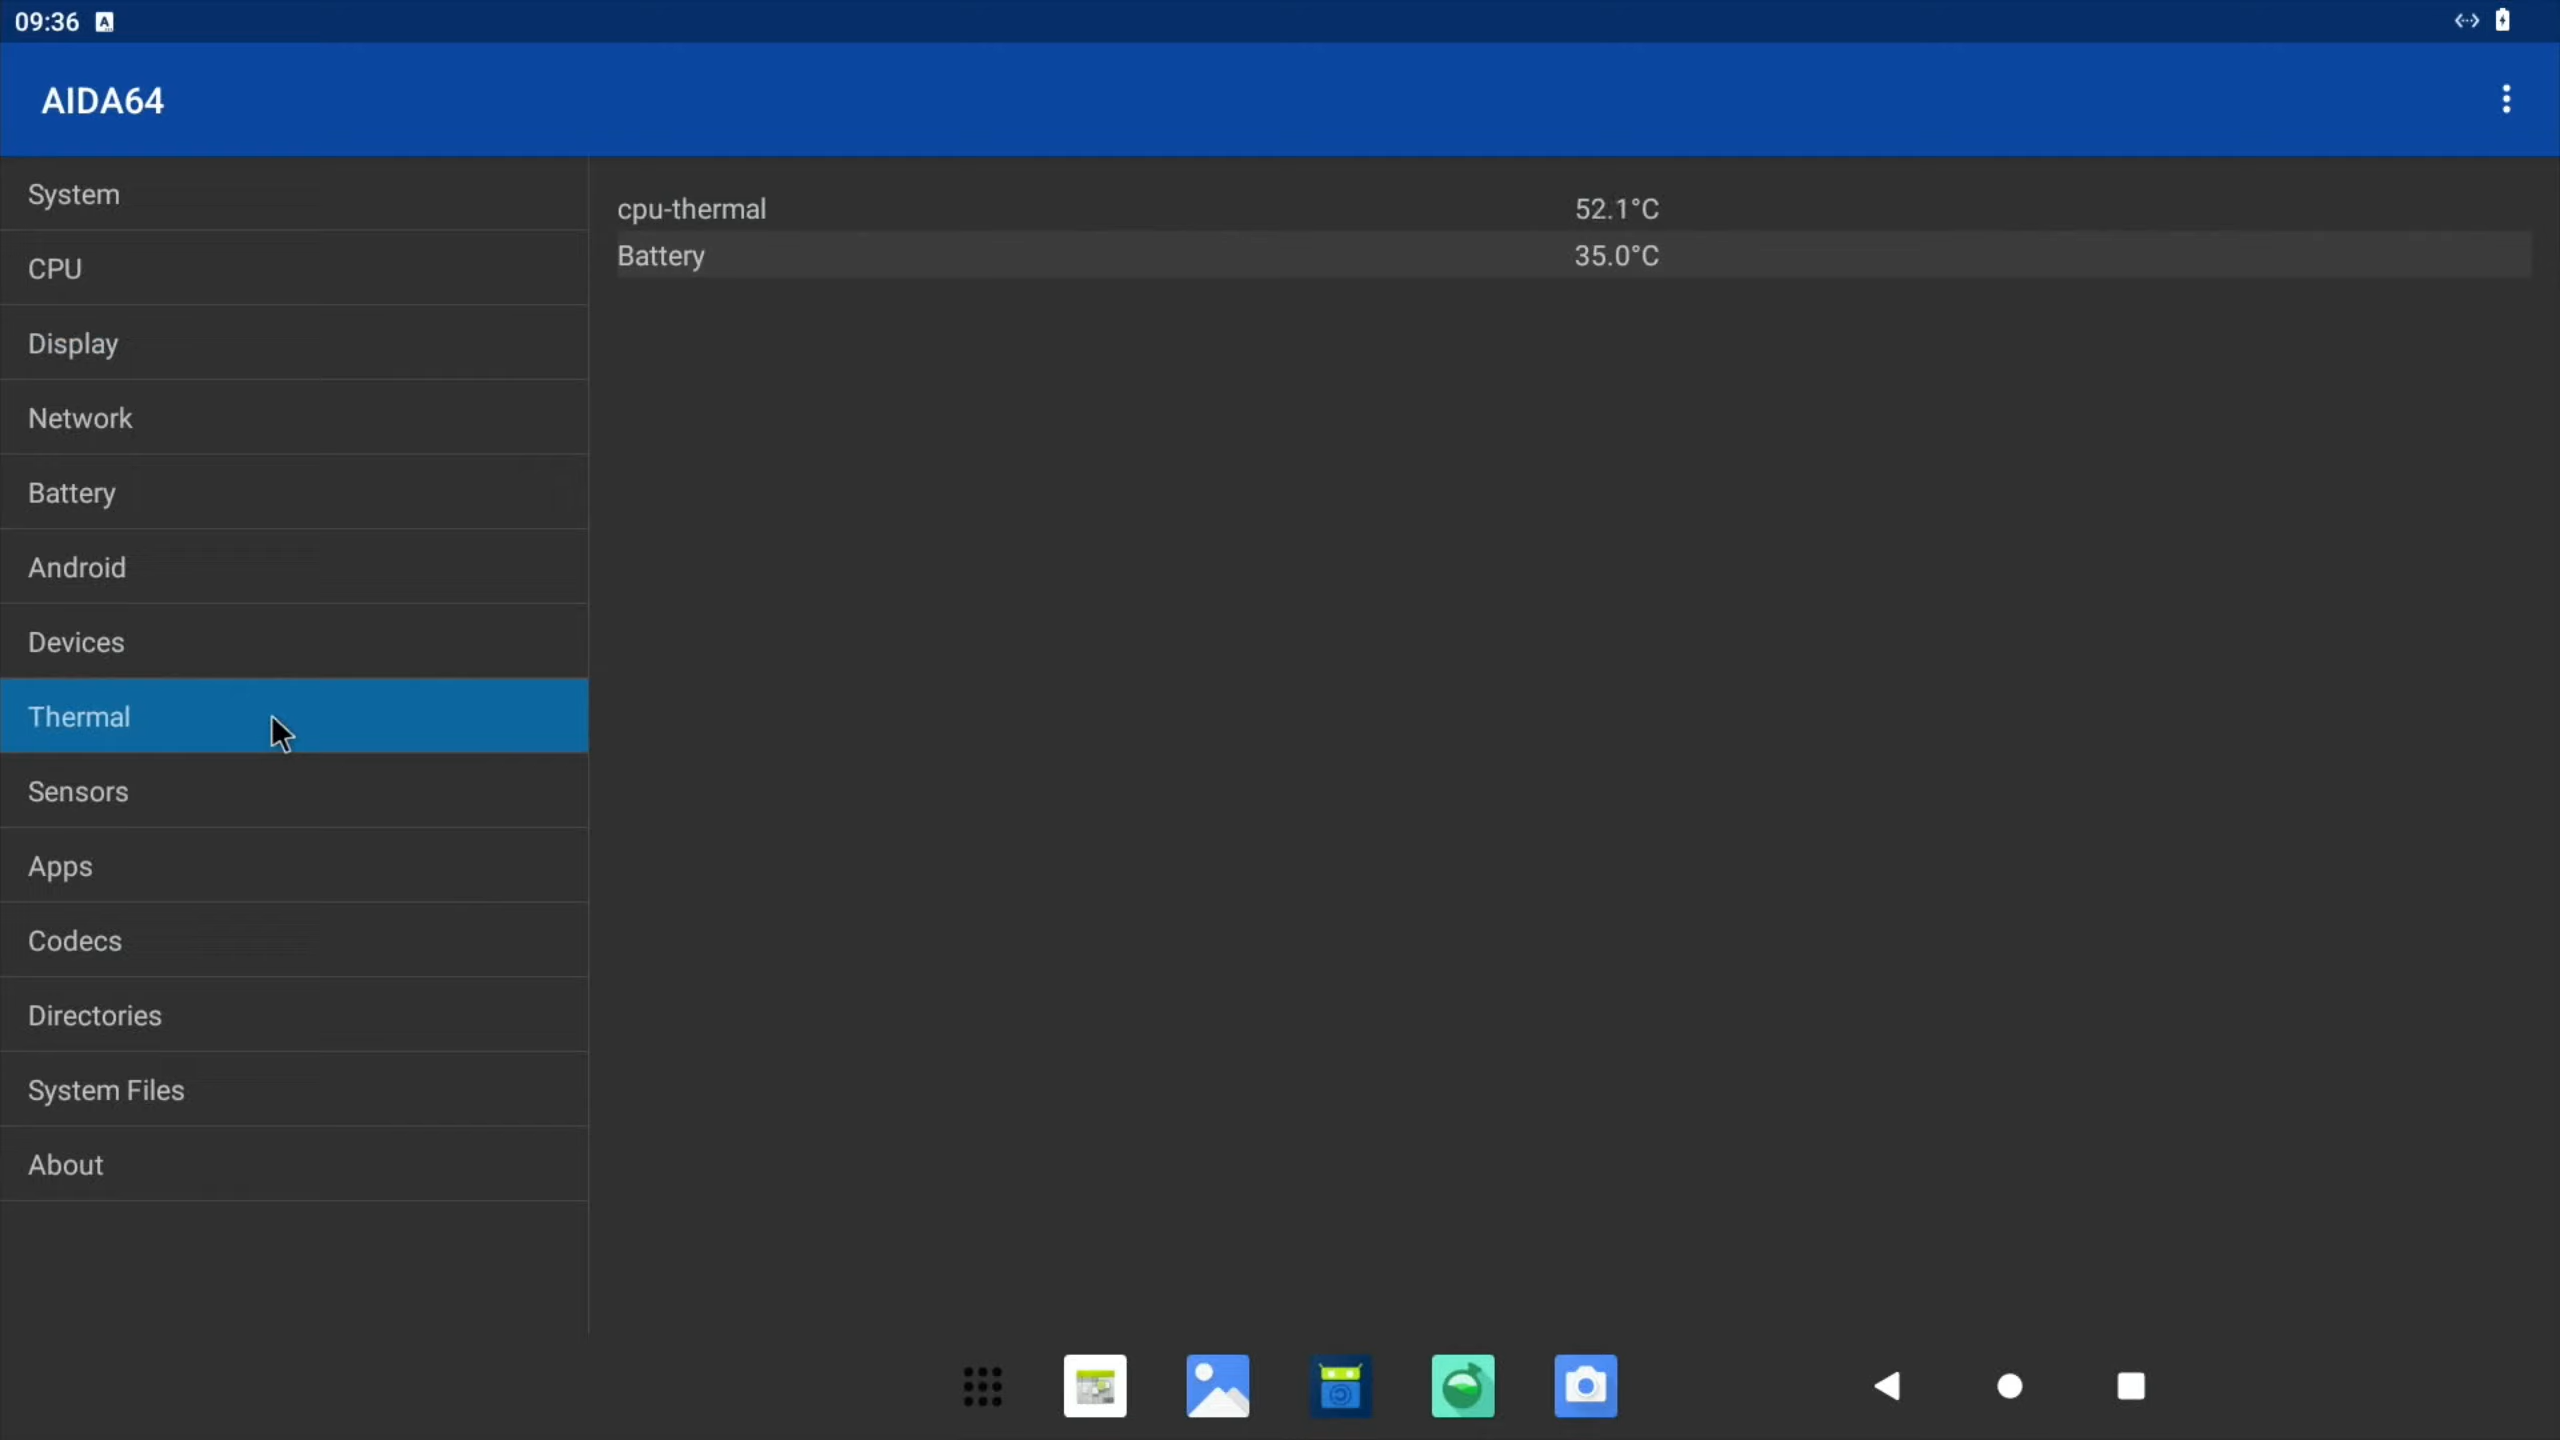 09:36
AIDA64
System
CPU
Display
Network
Battery
Android
Devices
Thermal
Sensors
Apps
Codecs
Directories
System Files
About
cpu-thermal 52.1°C
Battery 35.0°C